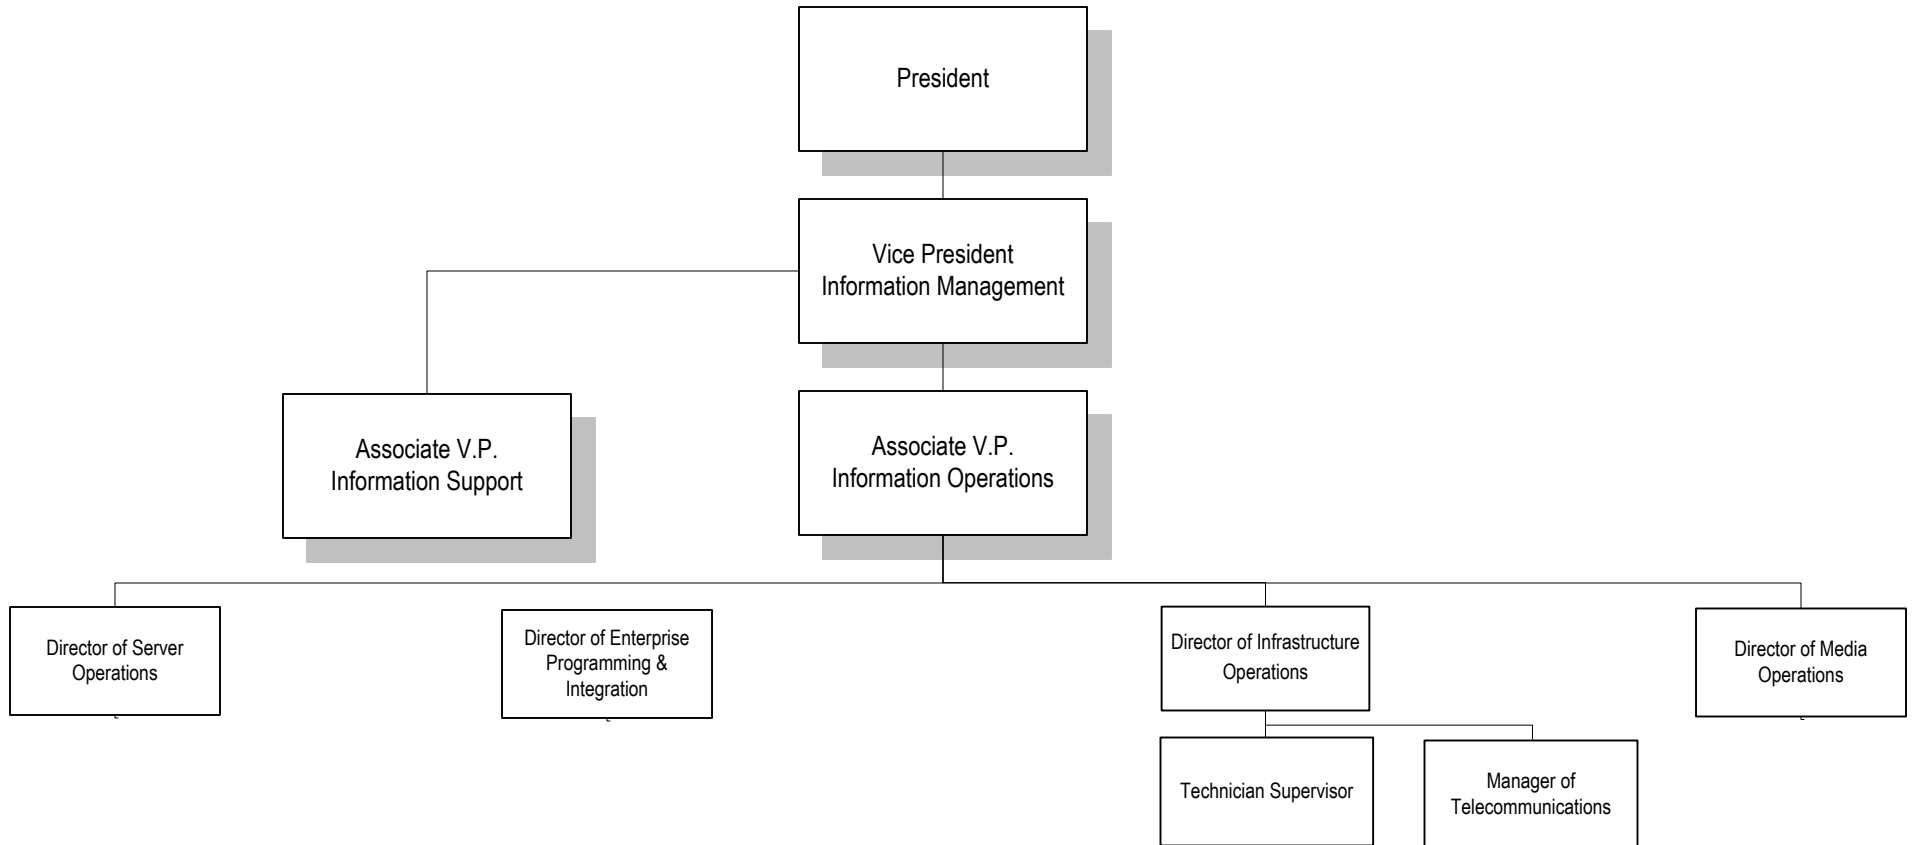 President
Vice President
Information Management
Associate V.P.
Information Support
Associate V.P.
Information Operations
Director of Server
Operations
Director of Enterprise
Programming &
Integration
Director of Infrastructure
Operations
Director of Media
Operations
Technician Supervisor
Manager of
Telecommunications